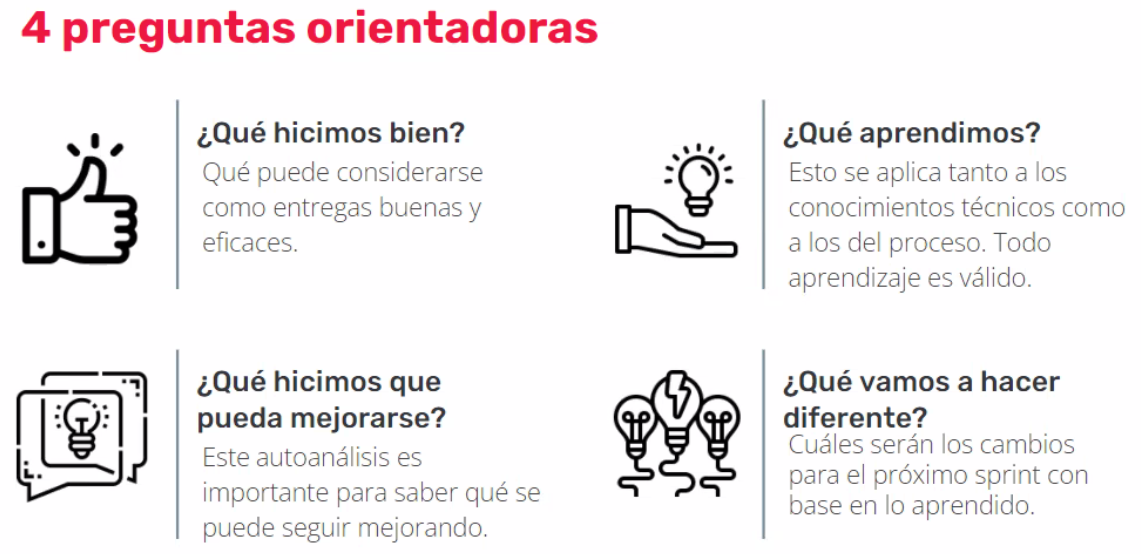 4 preguntas orientadoras
¿Qué hicimos bien?
Qué puede considerarse
como entregas buenas y
eficaces.
¿Qué aprendimos?
Esto se aplica tanto a los
conocimientos técnicos como
a los del proceso. Todo
aprendizaje es válido.
¿Qué hicimos que
pueda mejorarse?
Este autoanálisis es
importante para saber qué se
puede seguir mejorando.
¿Qué vamos a hacer
diferente?
Cuáles serán los cambios
para el próximo sprint con
base en lo aprendido.